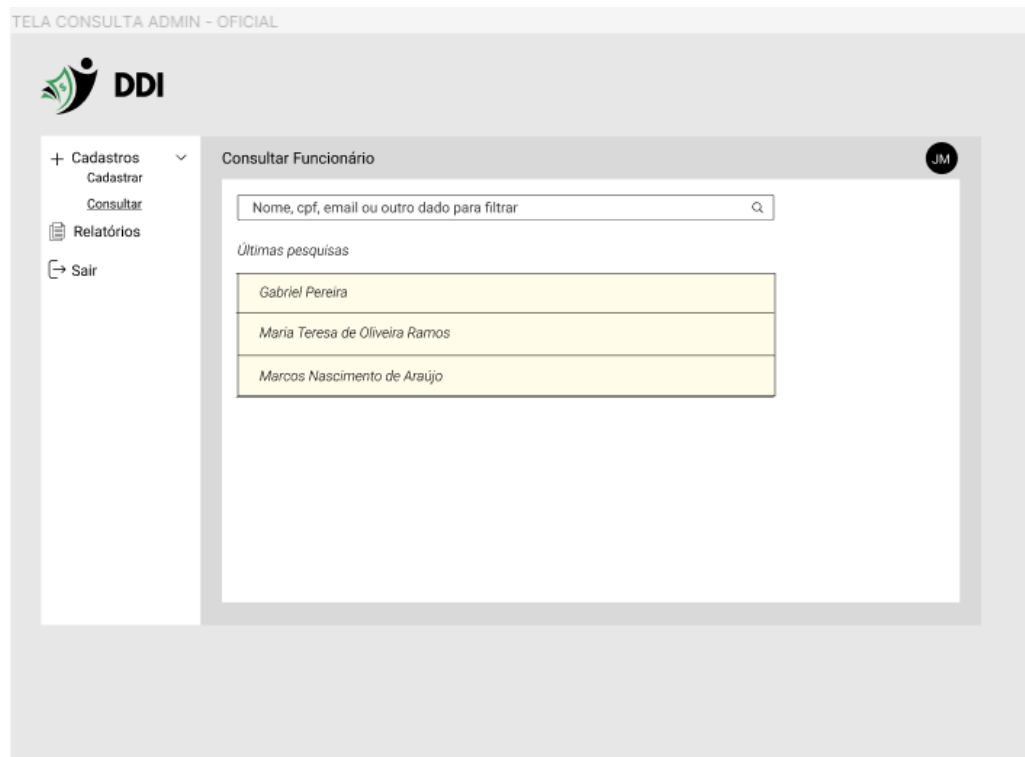 TELA CONSULTA ADMIN - OFICIAL
DDI
Cadastros
Cadastrar
Consultar
Relatórios
Sair
Consultar Funcionário
JM
Nome, cpf, email ou outro dado para filtrar
Últimas pesquisas
Gabriel Pereira
Maria Teresa de Oliveira Ramos
Marcos Nascimento de Araújo